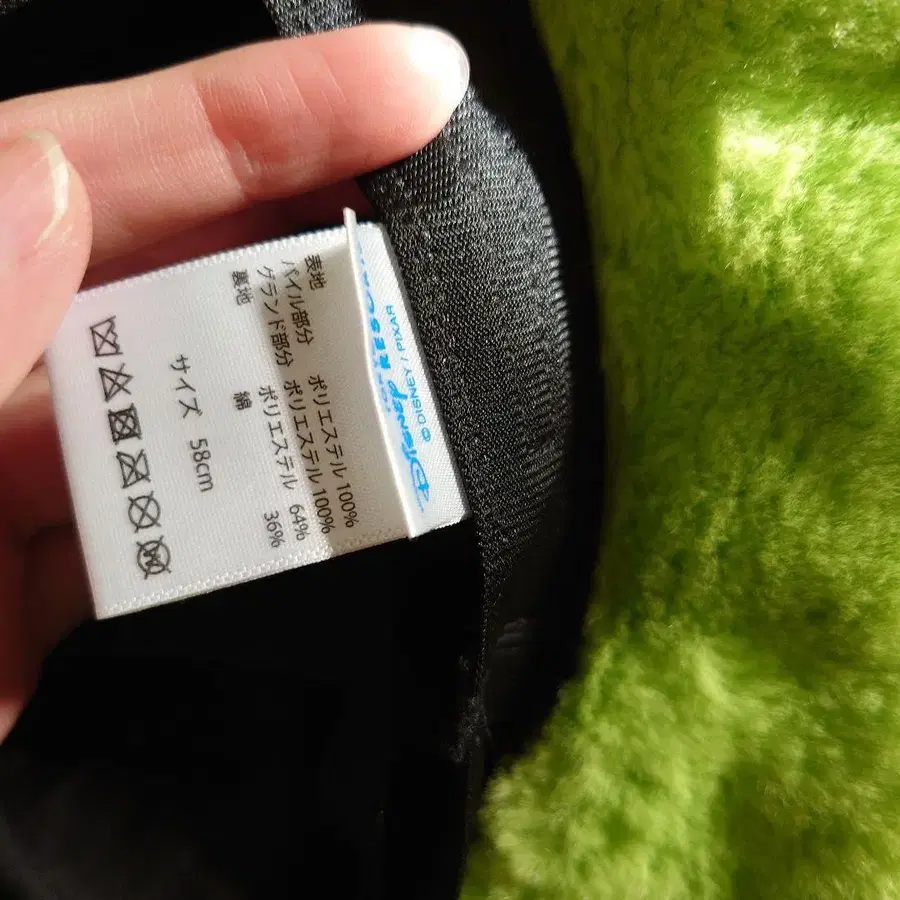 表地
パイル部分 ポリエステル 100%
グランド部分 ポリエステル 100%
裏地 ポリエステル 64%
綿 36%
サイズ 58cm
Disney RESORT
© DISNEY / PIXAR